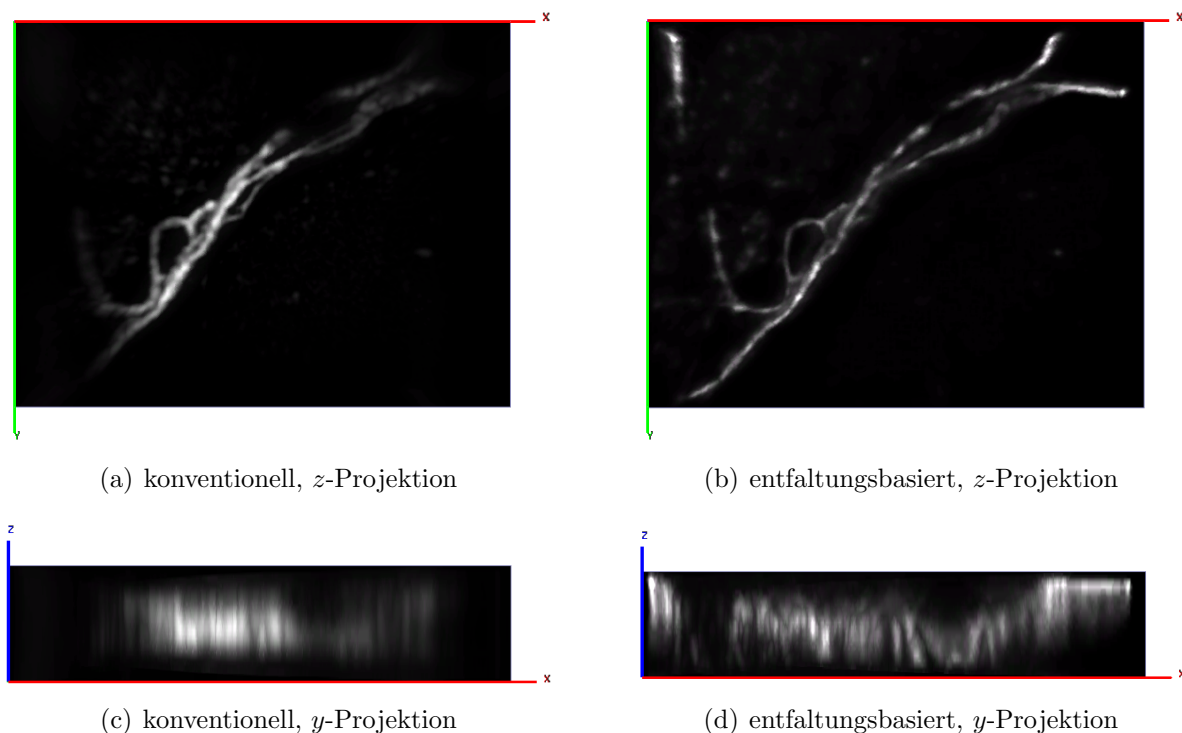 X
X
Y
Y
(a) konventionell, z-Projektion
(b) entfaltungsbasiert, z-Projektion
z
z
X
X
(c) konventionell, y-Projektion
(d) entfaltungsbasiert, y-Projektion